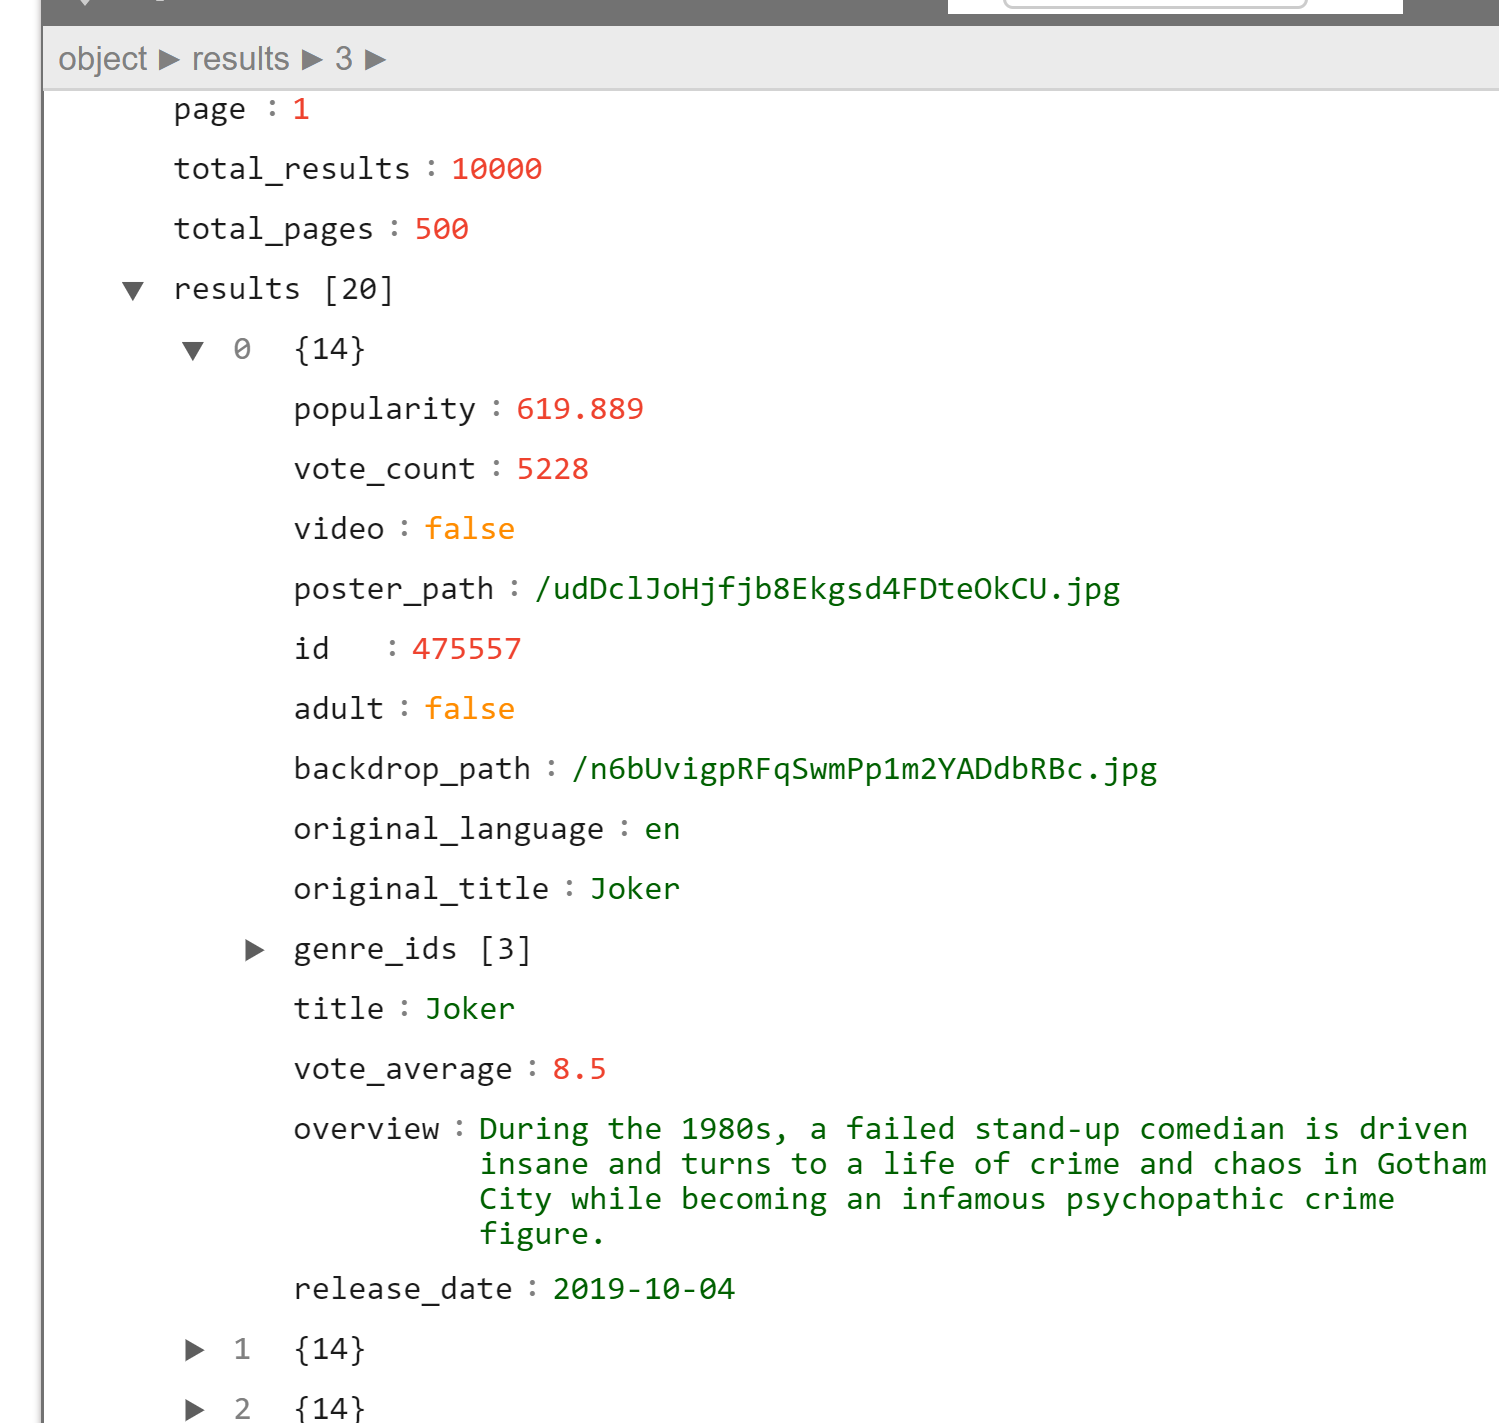 object ▶ results ▶ 3 ▶
page : 1
total_results : 10000
total_pages : 500
▼ results [20]
▼ 0 {14}
popularity : 619.889
vote_count : 5228
video : false
poster_path : /udDclJoHjfjb8Ekgsd4FDteOkCU.jpg
id : 475557
adult : false
backdrop_path : /n6bUvigpRFqSwmPp1m2YADdbRBc.jpg
original_language : en
original_title : Joker
▶ genre_ids [3]
title : Joker
vote_average : 8.5
overview : During the 1980s, a failed stand-up comedian is driven
insane and turns to a life of crime and chaos in Gotham
City while becoming an infamous psychopathic crime
figure.
release_date : 2019-10-04
▶ 1 {14}
▶ 2 {14}